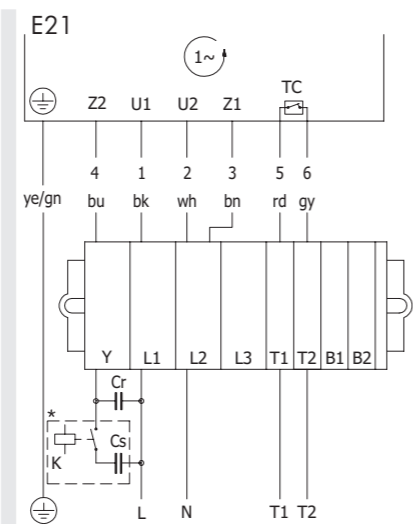 E21
1~
TC
Z2 U1 U2 Z1
4 1 2 3 5 6
ye/gn bu bk wh bn rd gy
Y L1 L2 L3 T1 T2 B1 B2
Cr
*
K Cs
L N T1 T2